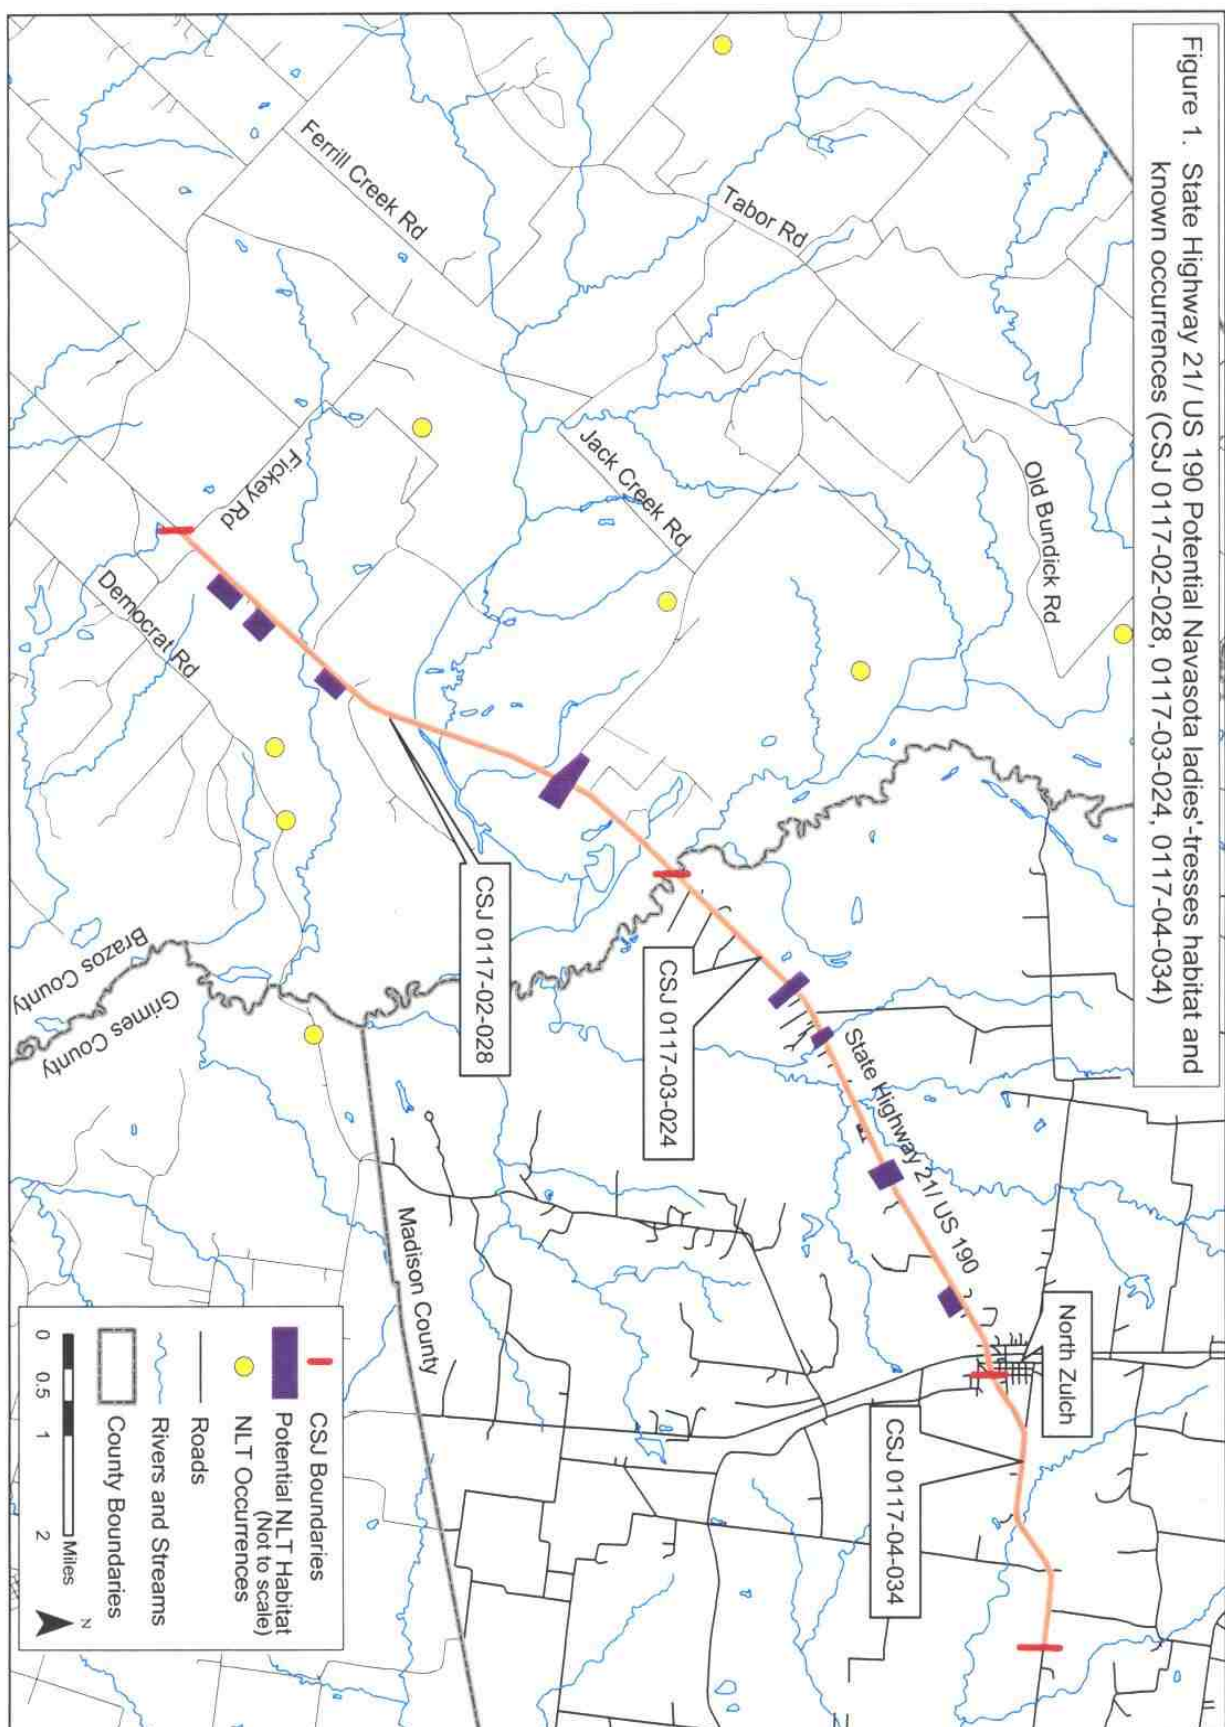 Figure 1. State Highway 21/ US 190 Potential Navasota ladies'-tresses habitat and
known occurrences (CSJ 0117-02-028, 0117-03-024, 0117-04-034)
Tabor Rd
Old Bundick Rd
Ferrill Creek Rd
Jack Creek Rd
Fickey Rd
Democrat Rd
State Highway 21/ US 190
North Zulch
CSJ 0117-04-034
CSJ 0117-03-024
CSJ 0117-02-028
Madison County
Brazos County
Grimes County
CSJ Boundaries
Potential NLT Habitat
(Not to scale)
NLT Occurrences
Roads
Rivers and Streams
County Boundaries
0 0.5 1 2
Miles
N